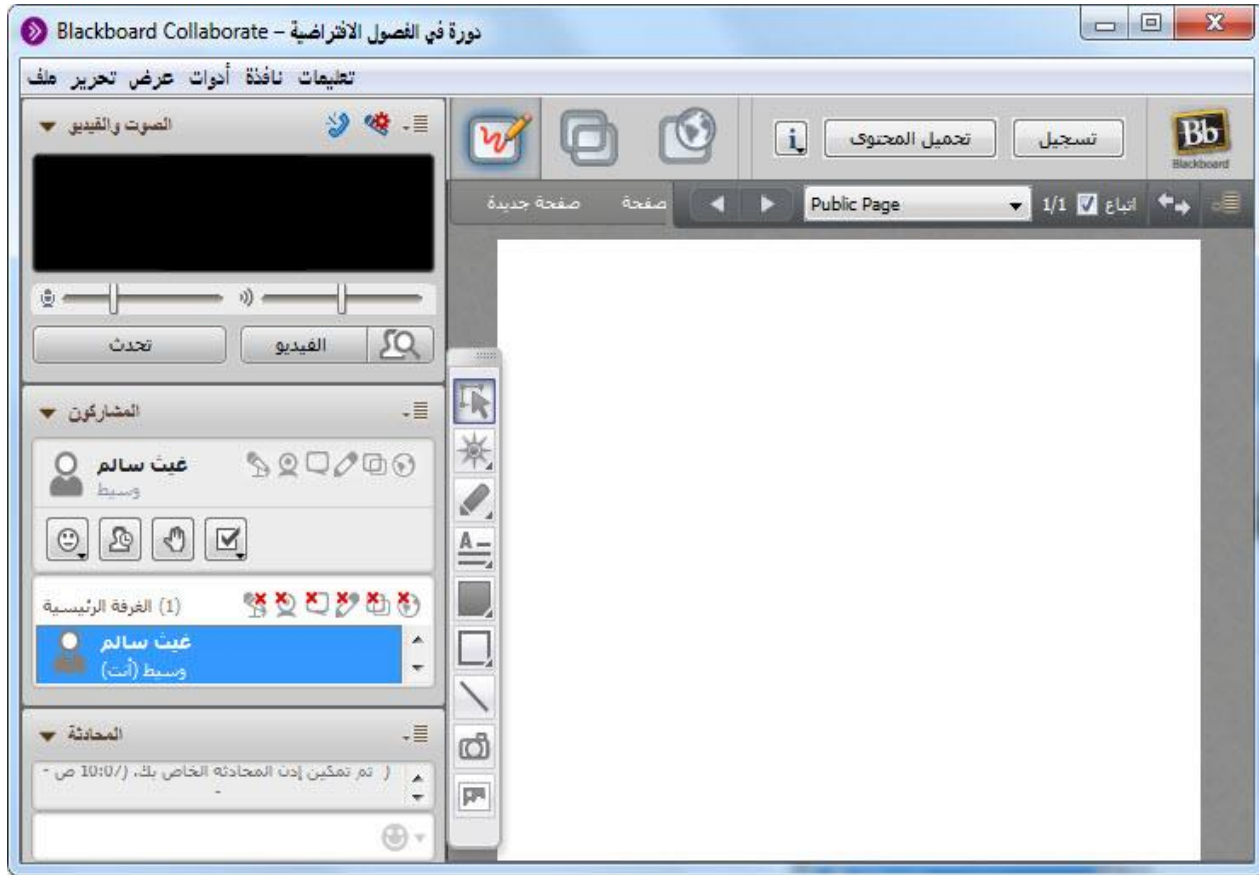 دورة في الفصول الافتراضية – Blackboard Collaborate
ملف تحرير عرض أدوات نافذة تعليمات
الصوت والفيديو
تحدث
الفيديو
المشاركون
غيث سالم
وسيط
(1) الغرفة الرئيسية
غيث سالم
وسيط (أنت)
المحادثة
تم تمكين إذن المحادثة الخاص بك. (10:07 ص -
i
تحميل المحتوى
تسجيل
Bb
Blackboard
صفحة جديدة
صفحة
Public Page
1/1
اتباع
A